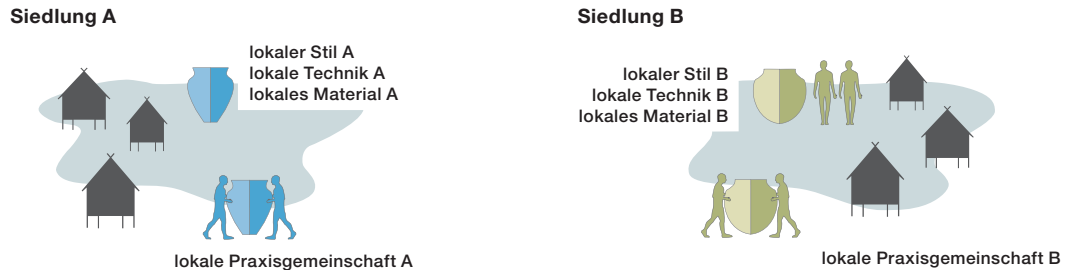 Siedlung A
lokaler Stil A
lokale Technik A
lokales Material A
lokale Praxisgemeinschaft A
Siedlung B
lokaler Stil B
lokale Technik B
lokales Material B
lokale Praxisgemeinschaft B